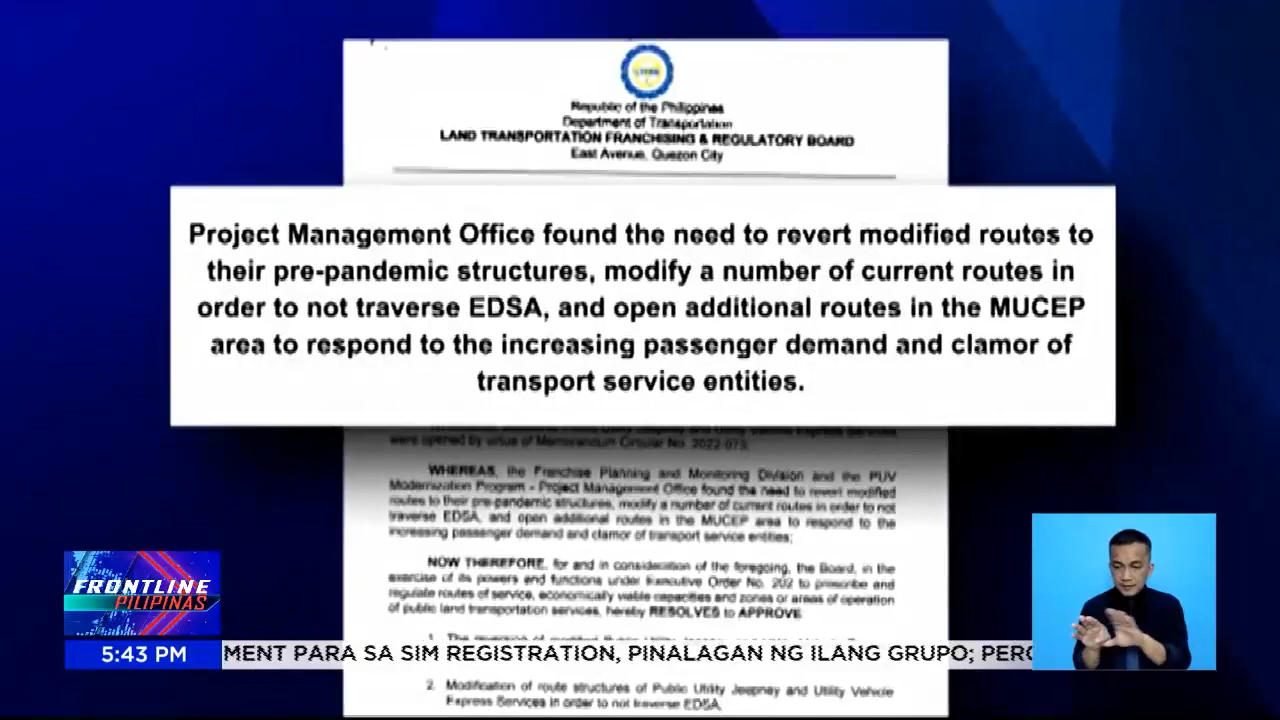 Republic of the Philippines
Department of Transportation
LAND TRANSPORTATION FRANCHISING & REGULATORY BOARD
East Avenue, Quezon City
Project Management Office found the need to revert modified routes to
their pre-pandemic structures, modify a number of current routes in
order to not traverse EDSA, and open additional routes in the MUCEP
area to respond to the increasing passenger demand and clamor of
transport service entities.
were opened by virtue of Memorandum Circular No. 2022-073;
WHEREAS, the Franchise Planning and Monitoring Division and the PUV
Modernization Program - Project Management Office found the need to revert modified
routes to their pre-pandemic structures, modify a number of current routes in order to not
traverse EDSA, and open additional routes in the MUCEP area to respond to the
increasing passenger demand and clamor of transport service entities;
NOW THEREFORE, for and in consideration of the foregoing, the Board, in the
exercise of its powers and functions under Executive Order No. 202 to prescribe and
regulate routes of service, economically viable capacities and zones or areas of operation
of public land transportation services, hereby RESOLVES to APPROVE
1. The reversion of modified Public Utility
2. Modification of route structures of Public Utility Jeepney and Utility Vehicle
Express Services in order to not traverse EDSA;
FRONTLINE
PILIPINAS
5:43 PM
MENT PARA SA SIM REGISTRATION, PINALAGAN NG ILANG GRUPO; PERO